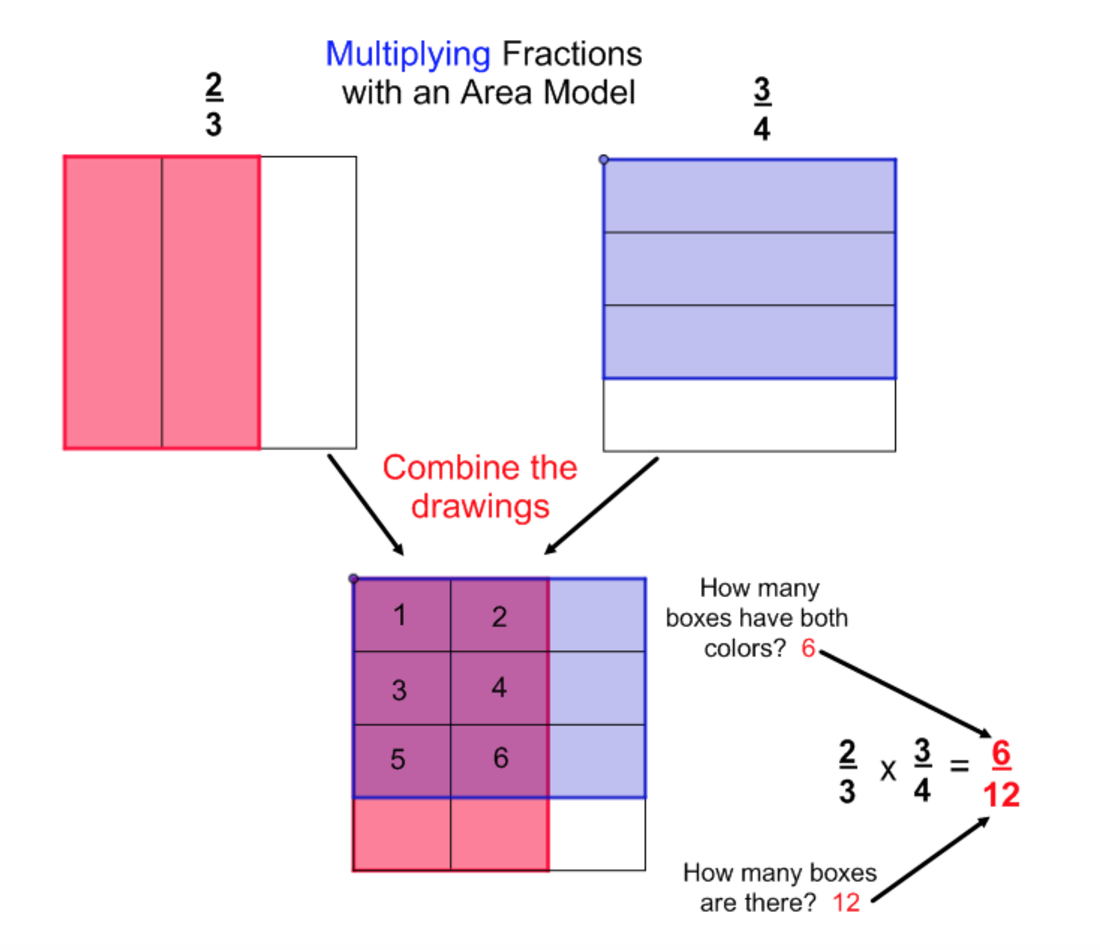 Multiplying Fractions
with an Area Model
2
3
3
4
Combine the
drawings
1 2
3 4
5 6
How many
boxes have both
colors? 6
2/3 x 3/4 = 6/12
How many boxes
are there? 12